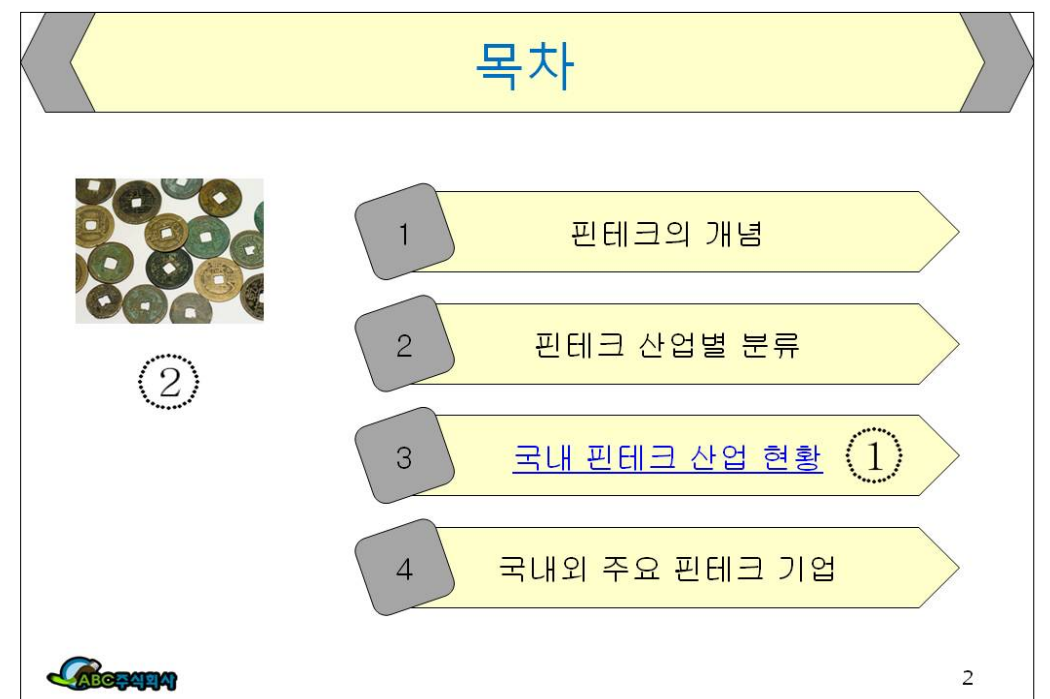 목차
1 핀테크의 개념
2 핀테크 산업별 분류
②
3 국내 핀테크 산업 현황 ①
4 국내외 주요 핀테크 기업
ABC주식회사
2